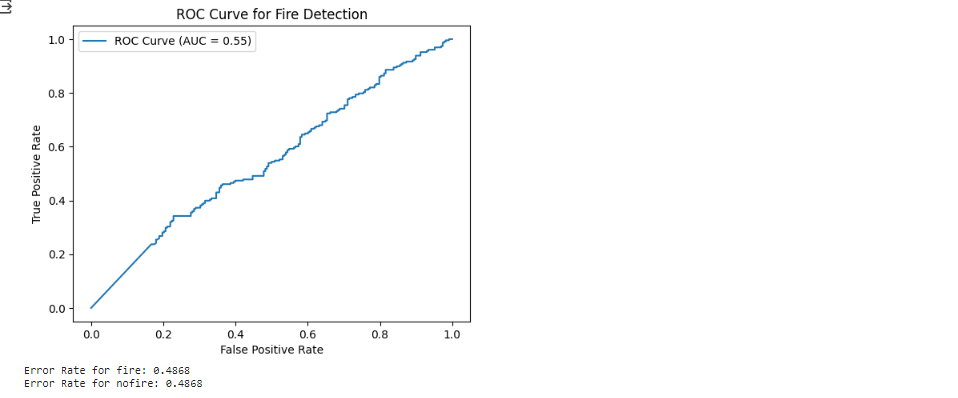 ROC Curve for Fire Detection
ROC Curve (AUC = 0.55)
True Positive Rate
1.0
0.8
0.6
0.4
0.2
0.0
0.0 0.2 0.4 0.6 0.8 1.0
False Positive Rate
Error Rate for fire: 0.4868
Error Rate for nofire: 0.4868